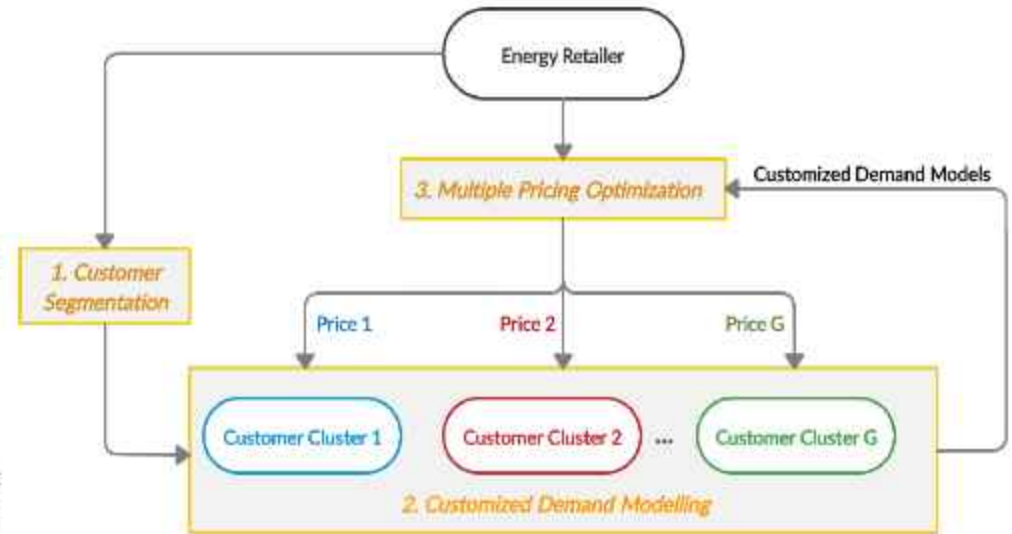 Energy Retailer
Customized Demand Models
3. Multiple Pricing Optimization
1. Customer
Segmentation
Price 1
Price 2
Price G
Customer Cluster 1
Customer Cluster 2
...
Customer Cluster G
2. Customized Demand Modelling